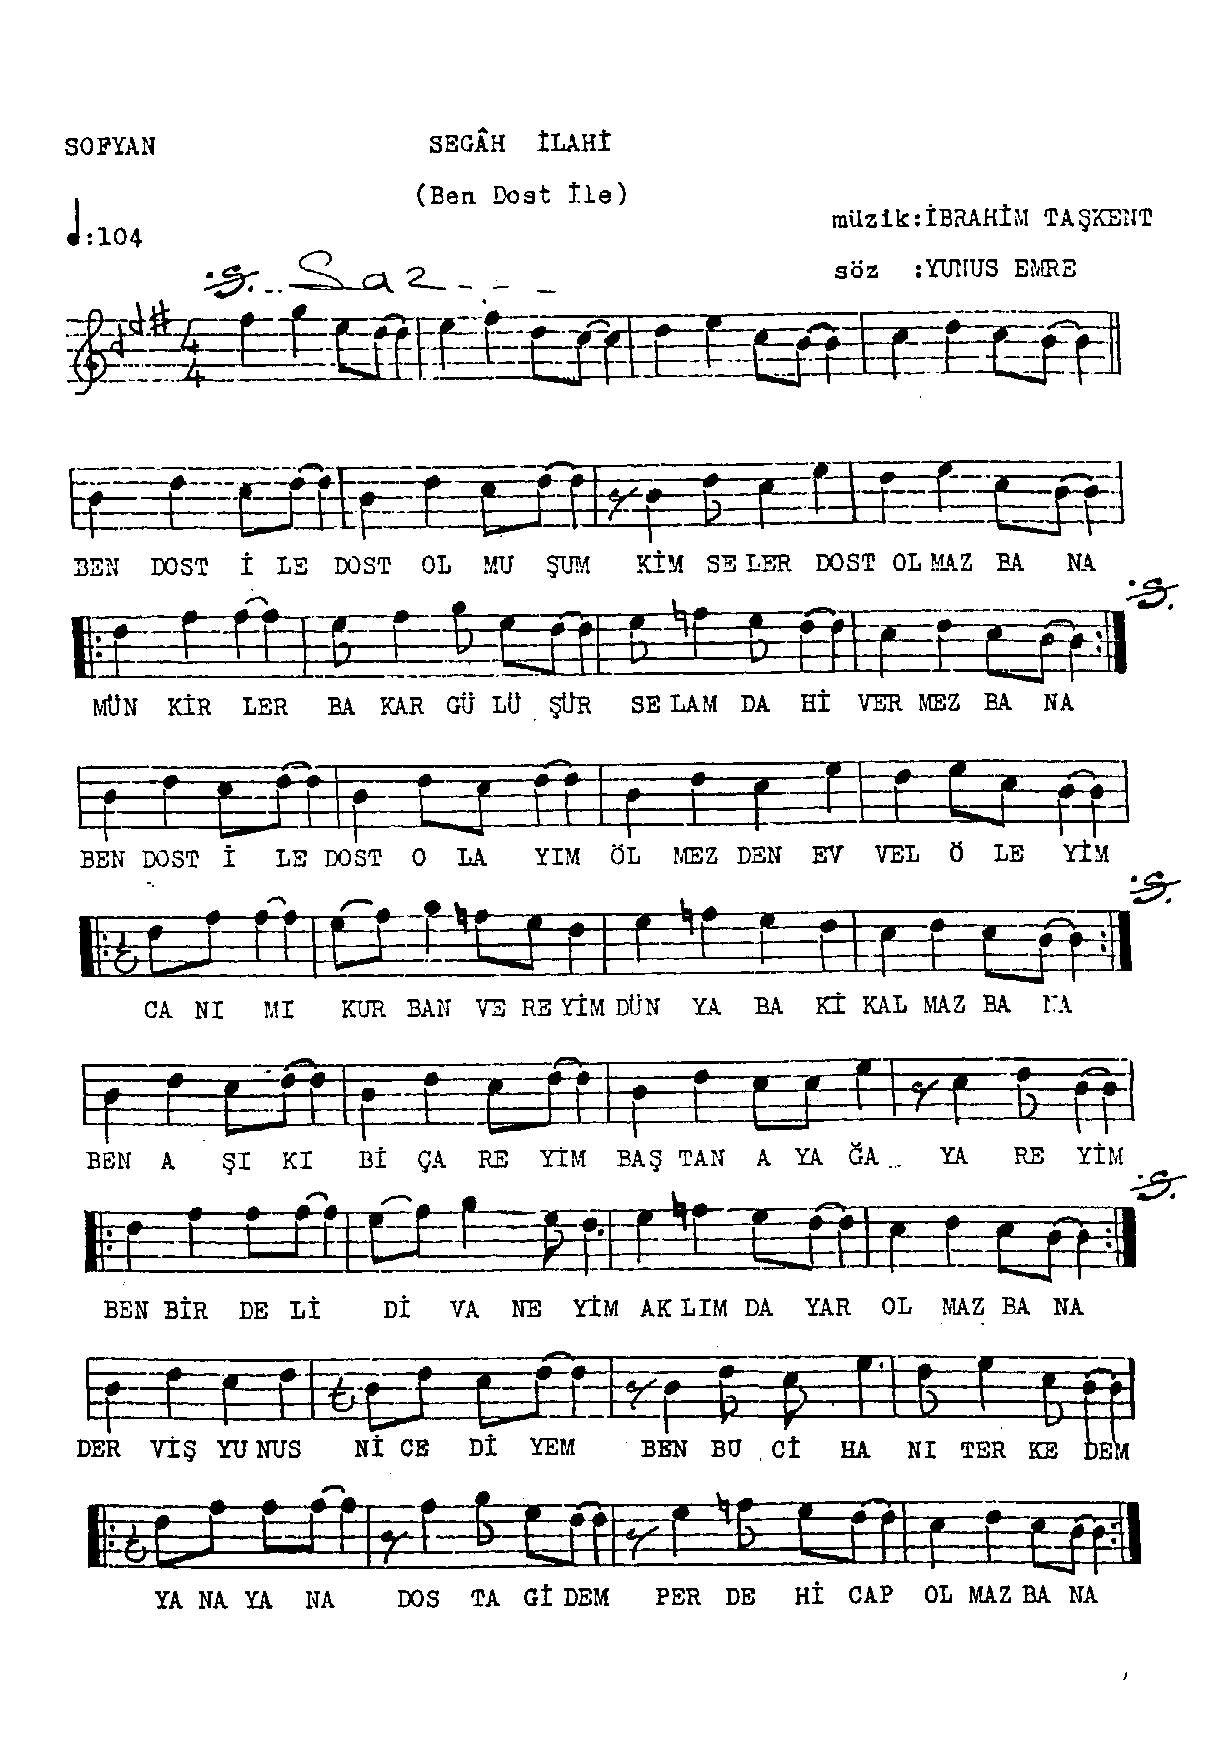 SOFYAN
SEGÂH İLAHİ
(Ben Dost İle)
:104
müzik:İBRAHİM TAŞKENT
söz :YUNUS EMRE
Saz
4
4
BEN DOST İ LE DOST OL MU ŞUM KİM SE LER DOST OL MAZ BA NA
MÜN KİR LER BA KAR GÜ LÜ ŞÜR SE LAM DA Hİ VER MEZ BA NA
BEN DOST İ LE DOST O LA YIM ÖL MEZ DEN EV VEL Ö LE YİM
CA NI MI KUR BAN VE RE YİM DÜN YA BA Kİ KAL MAZ BA NA
BEN A ŞI KI Bİ ÇA RE YİM BAŞ TAN A YA ĞA YA RE YİM
BEN BİR DE Lİ Dİ VA NE YİM AK LIM DA YAR OL MAZ BA NA
DER VİŞ YU NUS Nİ CE Dİ YEM BEN BU Cİ HA NI TER KE DEM
YA NA YA NA DOS TA GİDEM PER DE Hİ CAP OL MAZ BA NA